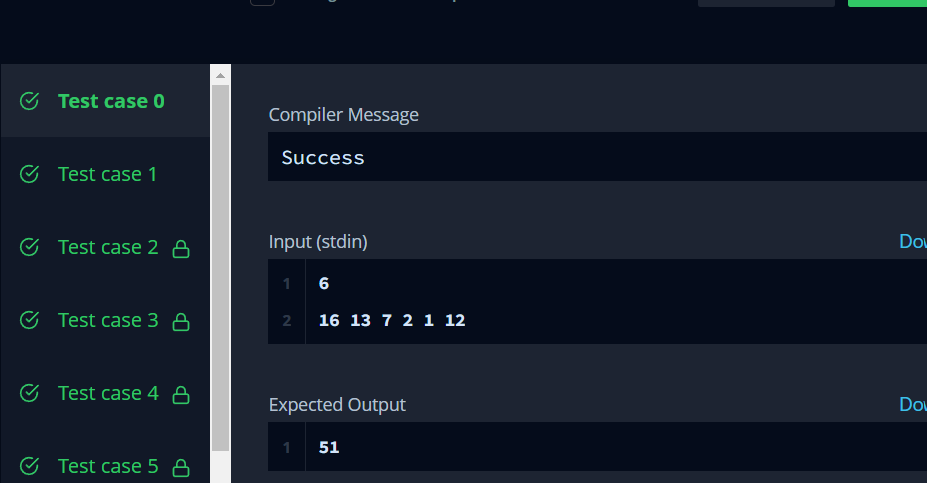 Test case 0
Test case 1
Test case 2
Test case 3
Test case 4
Test case 5
Compiler Message
Success
Input (stdin)
Dow
1 6
2 16 13 7 2 1 12
Expected Output
Dow
1 51